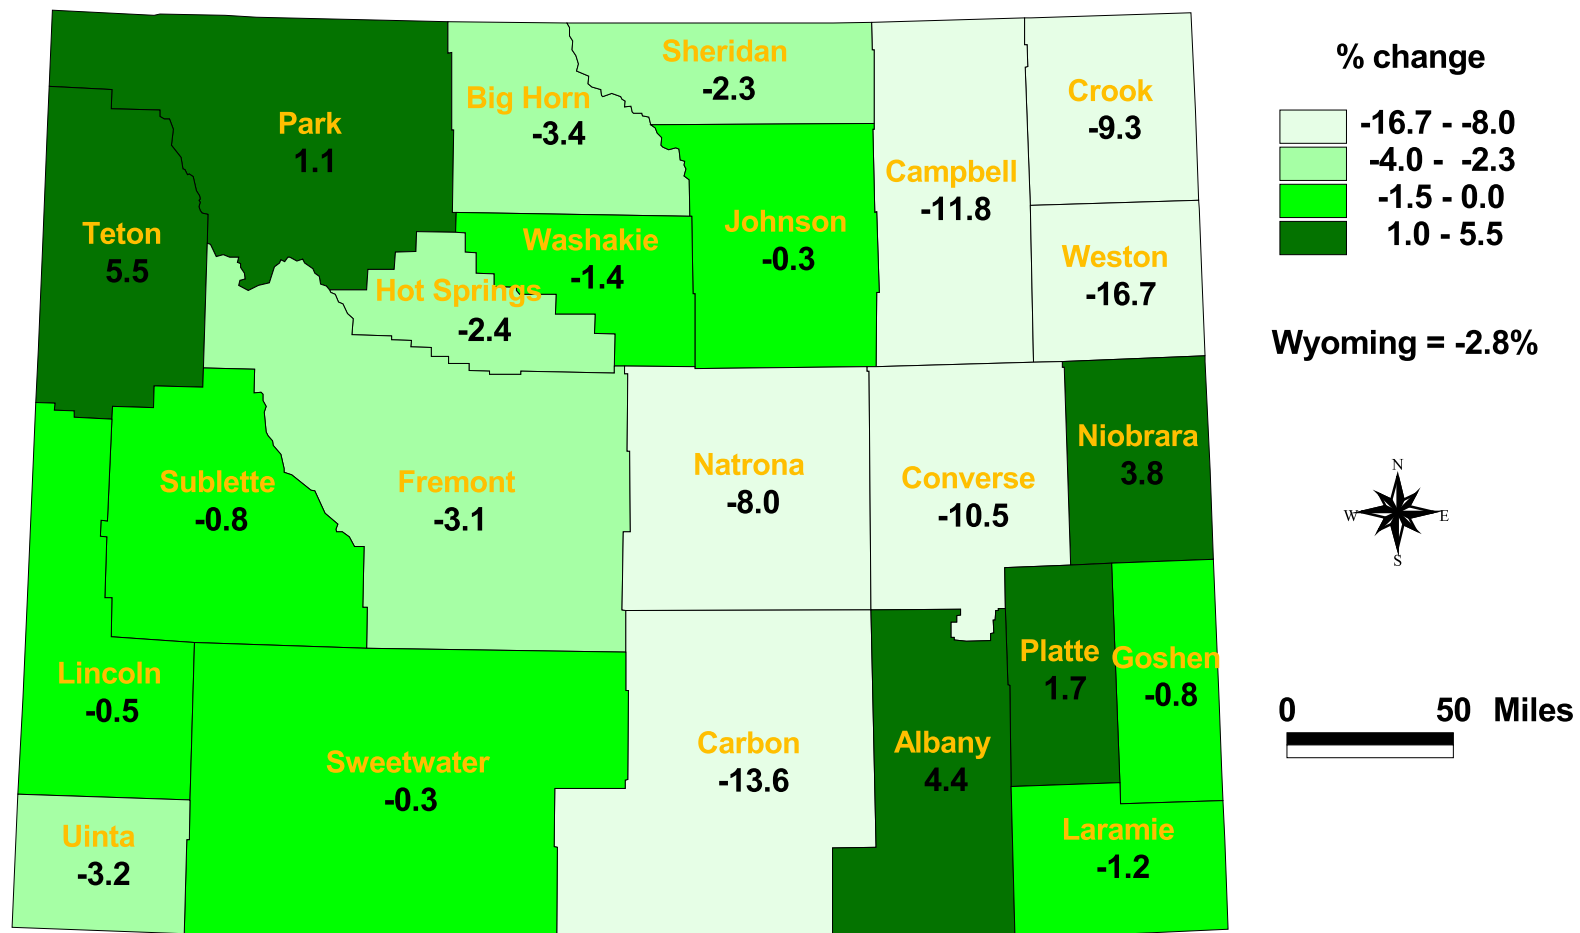 Sheridan
-2.3
% change
Big Horn
-3.4
Crook
-9.3
Park
1.1
-16.7 - -8.0
-4.0 -  -2.3
-1.5 - 0.0
1.0 - 5.5
Campbell
-11.8
Teton
5.5
Washakie
-1.4
Johnson
-0.3
Weston
-16.7
Hot Springs
-2.4
Wyoming = -2.8%
Niobrara
3.8
Sublette
-0.8
Fremont
-3.1
Natrona
-8.0
Converse
-10.5
N
W
E
S
Lincoln
-0.5
Platte
1.7
Goshen
-0.8
0 50 Miles
Sweetwater
-0.3
Carbon
-13.6
Albany
4.4
Uinta
-3.2
Laramie
-1.2